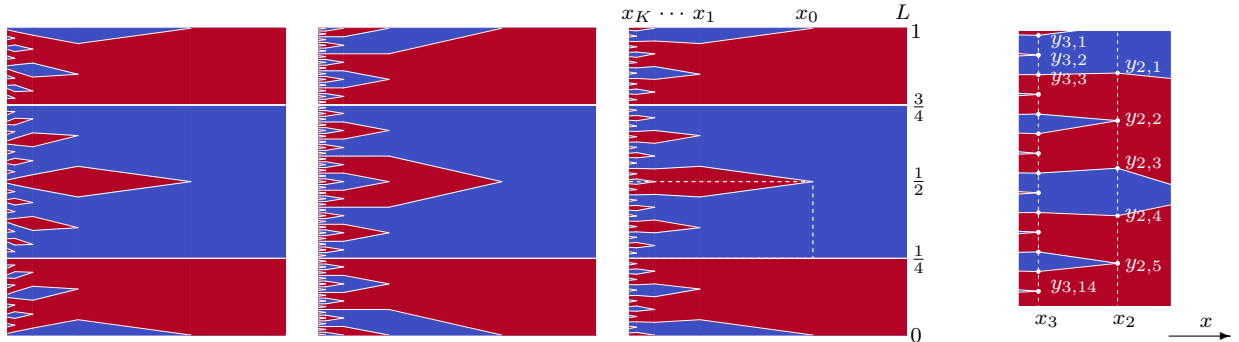 x_K ⋯ x_1 x_0 L
1
3/4
1/2
1/4
0
y_{3,1}
y_{3,2}
y_{3,3} y_{2,1}
y_{2,2}
y_{2,3}
y_{2,4}
y_{2,5}
y_{3,14}
x_3 x_2 x